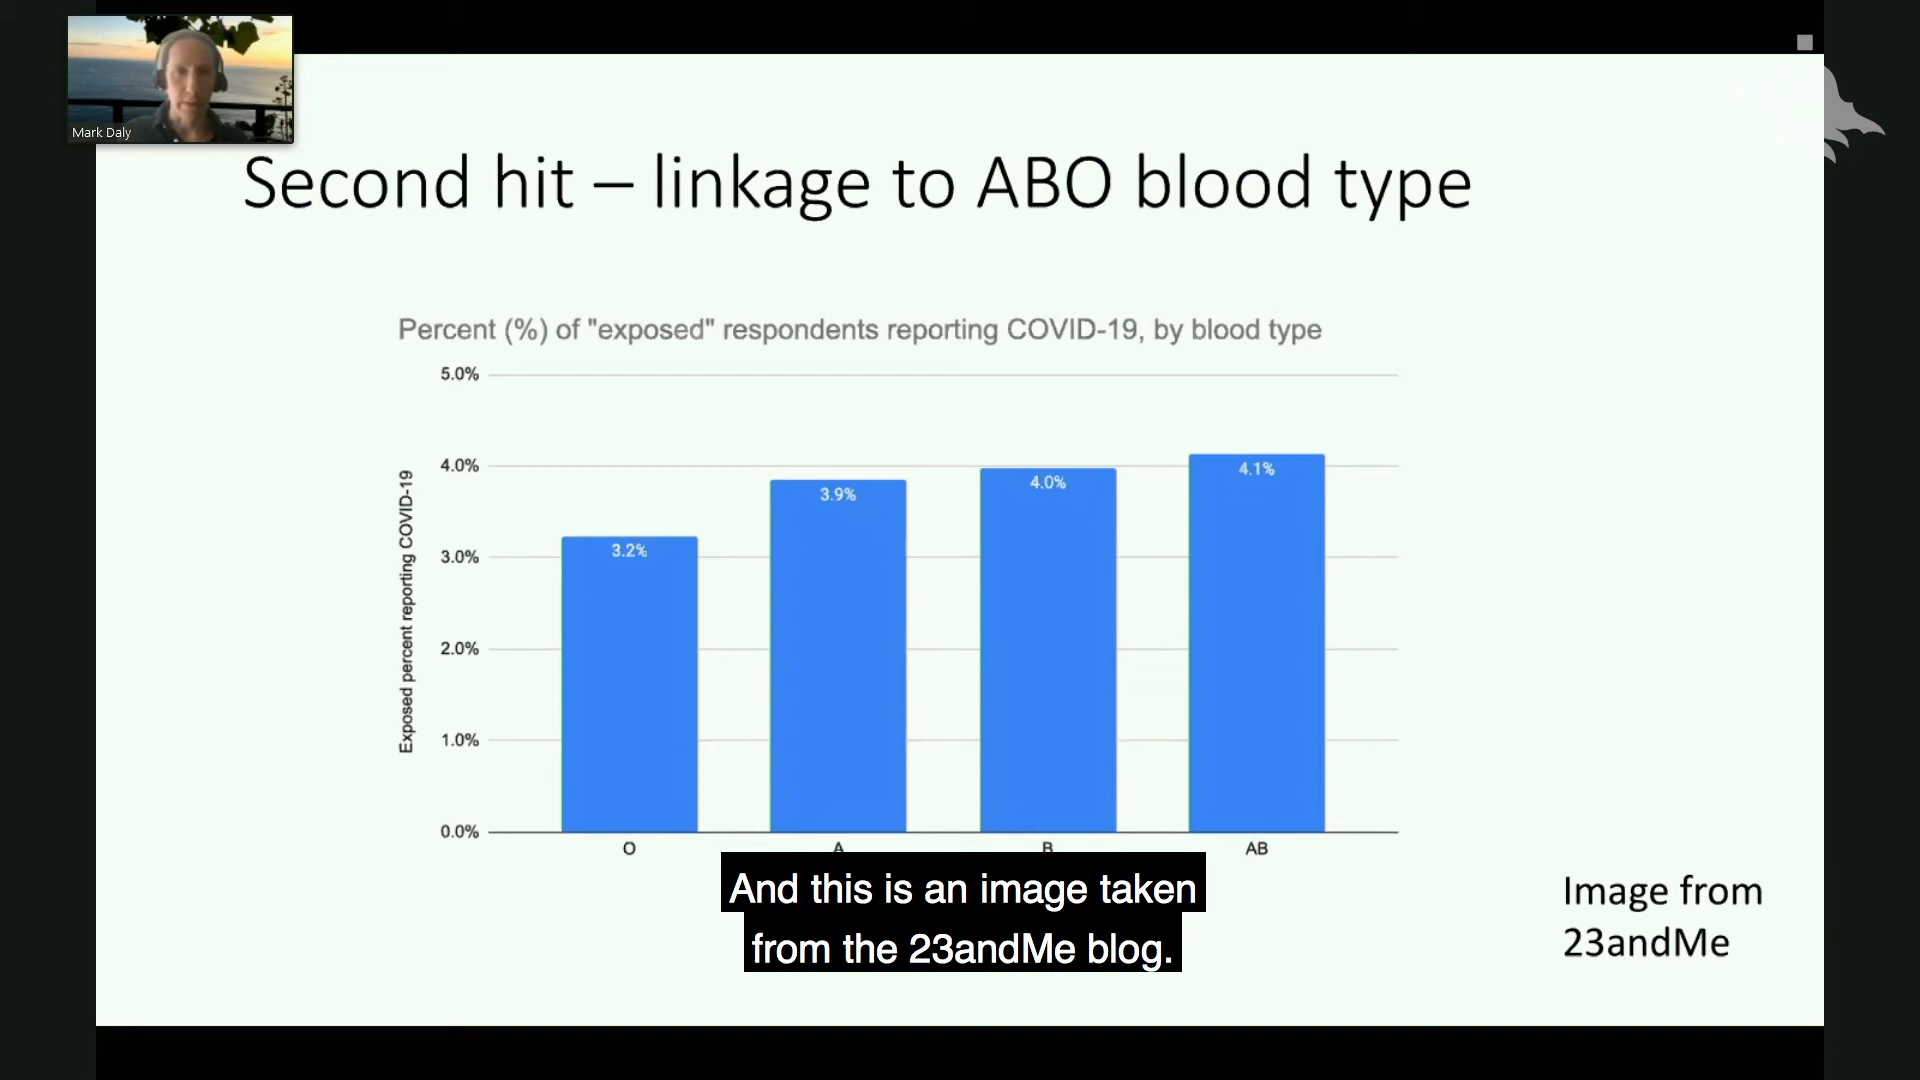 Mark Daly
Second hit – linkage to ABO blood type
Percent (%) of "exposed" respondents reporting COVID-19, by blood type
Exposed percent reporting COVID-19
5.0%
4.0%
3.0%
2.0%
1.0%
0.0%
3.2%
3.9%
4.0%
4.1%
O
A
B
AB
And this is an image taken
from the 23andMe blog.
Image from
23andMe